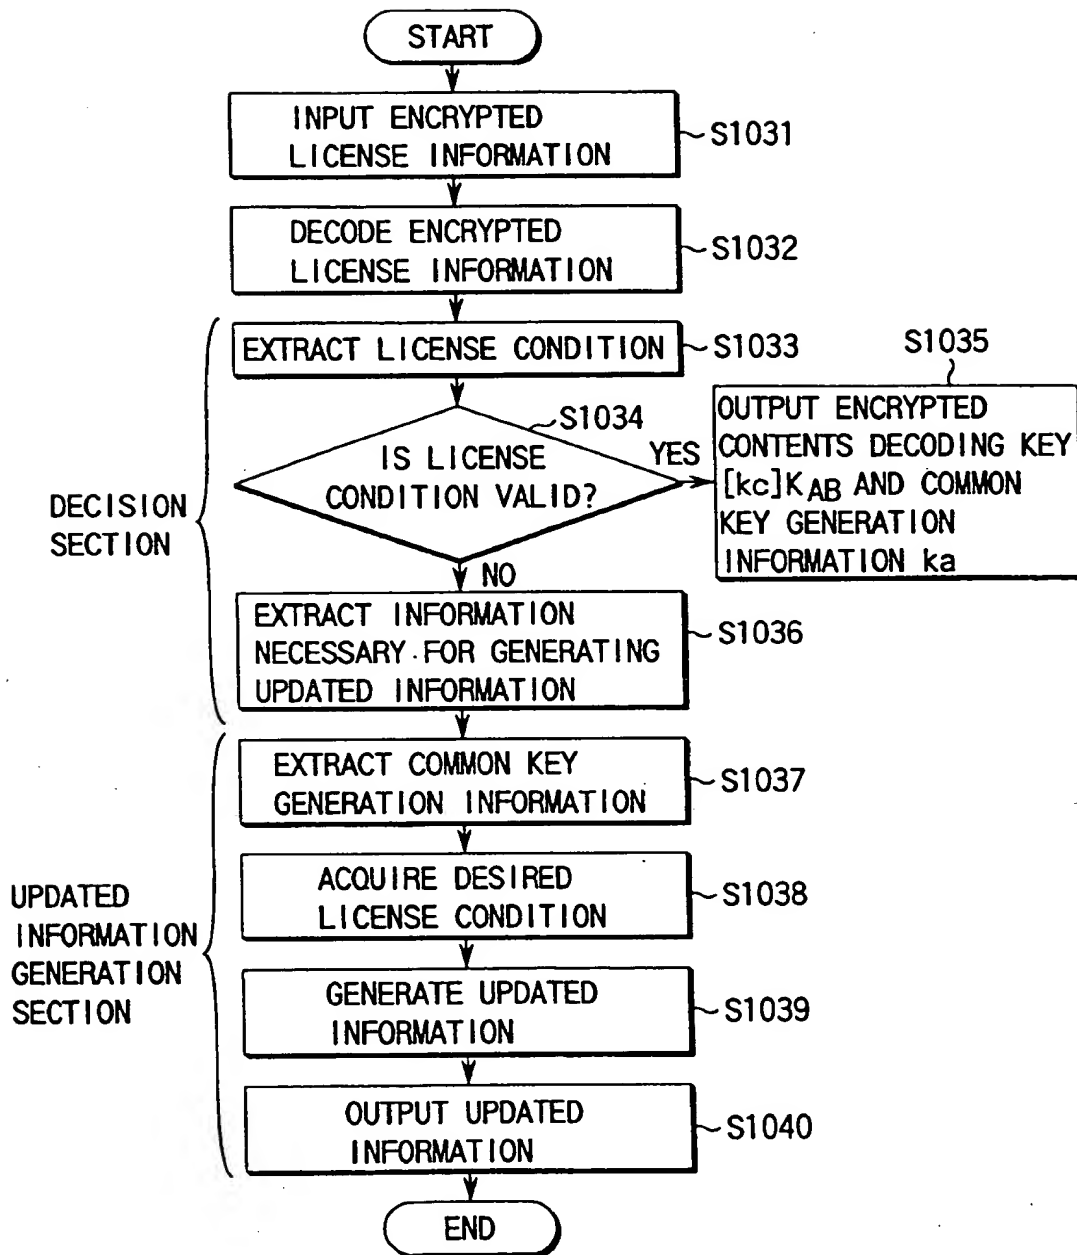 START
INPUT ENCRYPTED
LICENSE INFORMATION
S1031
DECODE ENCRYPTED
LICENSE INFORMATION
S1032
EXTRACT LICENSE CONDITION
S1033
S1034
IS LICENSE
CONDITION VALID?
YES
S1035
OUTPUT ENCRYPTED
CONTENTS DECODING KEY
[kc]KAB AND COMMON
KEY GENERATION
INFORMATION ka
DECISION
SECTION
NO
EXTRACT INFORMATION
NECESSARY FOR GENERATING
UPDATED INFORMATION
S1036
EXTRACT COMMON KEY
GENERATION INFORMATION
S1037
ACQUIRE DESIRED
LICENSE CONDITION
S1038
UPDATED
INFORMATION
GENERATION
SECTION
GENERATE UPDATED
INFORMATION
S1039
OUTPUT UPDATED
INFORMATION
S1040
END